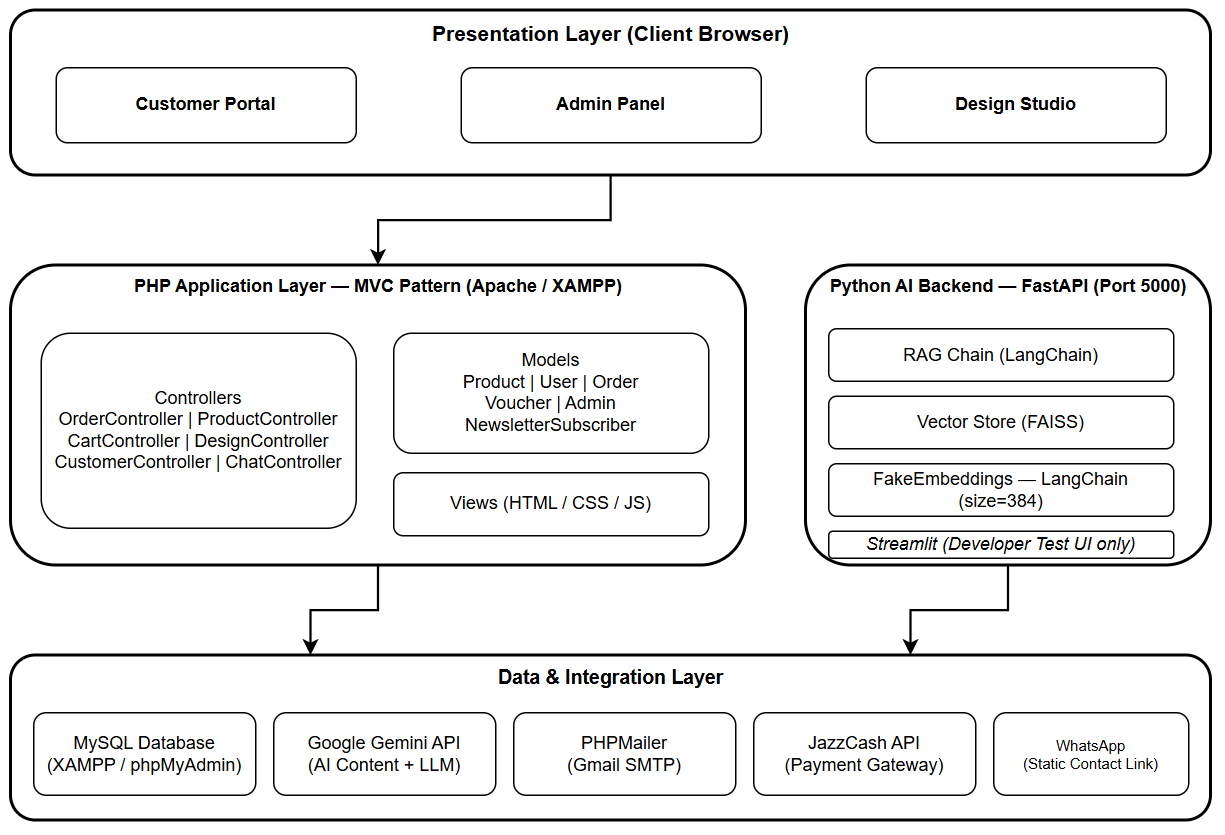 Presentation Layer (Client Browser)
Customer Portal
Admin Panel
Design Studio
PHP Application Layer — MVC Pattern (Apache / XAMPP)
Controllers
OrderController | ProductController
CartController | DesignController
CustomerController | ChatController
Models
Product | User | Order
Voucher | Admin
NewsletterSubscriber
Views (HTML / CSS / JS)
Python AI Backend — FastAPI (Port 5000)
RAG Chain (LangChain)
Vector Store (FAISS)
FakeEmbeddings — LangChain
(size=384)
Streamlit (Developer Test UI only)
Data & Integration Layer
MySQL Database
(XAMPP / phpMyAdmin)
Google Gemini API
(AI Content + LLM)
PHPMailer
(Gmail SMTP)
JazzCash API
(Payment Gateway)
WhatsApp
(Static Contact Link)